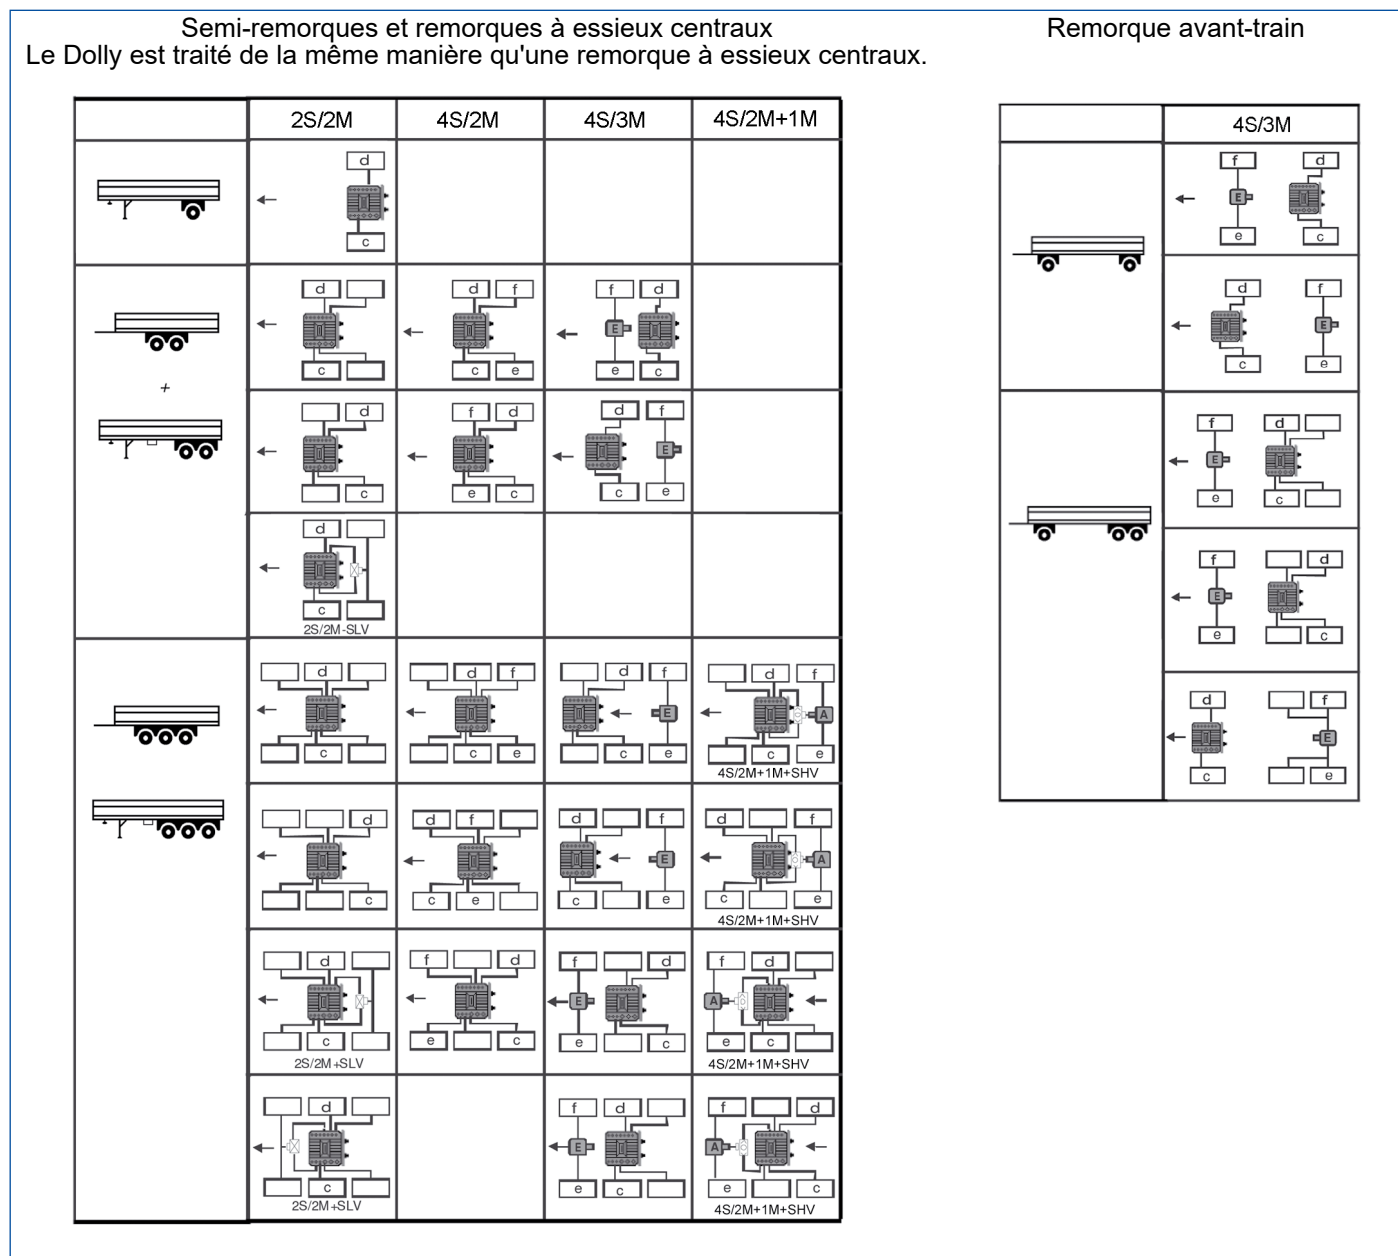 Semi-remorques et remorques à essieux centraux
Le Dolly est traité de la même manière qu'une remorque à essieux centraux.
2S/2M 4S/2M 4S/3M 4S/2M+1M
d
c
d d f f d
E
c c e e c
+
d f d d f
E
c e c c e
d
c
2S/2M-SLV
d d f d f d f
E A
c c e c e c e
4S/2M+1M+SHV
d d f d f d f
E A
c c e c e c e
4S/2M+1M+SHV
d f d f d f d
E A
c e c e c e c
2S/2M+SLV 4S/2M+1M+SHV
d f d f d
E A
c e c e c
2S/2M+SLV 4S/2M+1M+SHV
Remorque avant-train
4S/3M
f d
E
e c
d f
E
c e
f d
E
e c
f d
E
e c
d f
E
c e